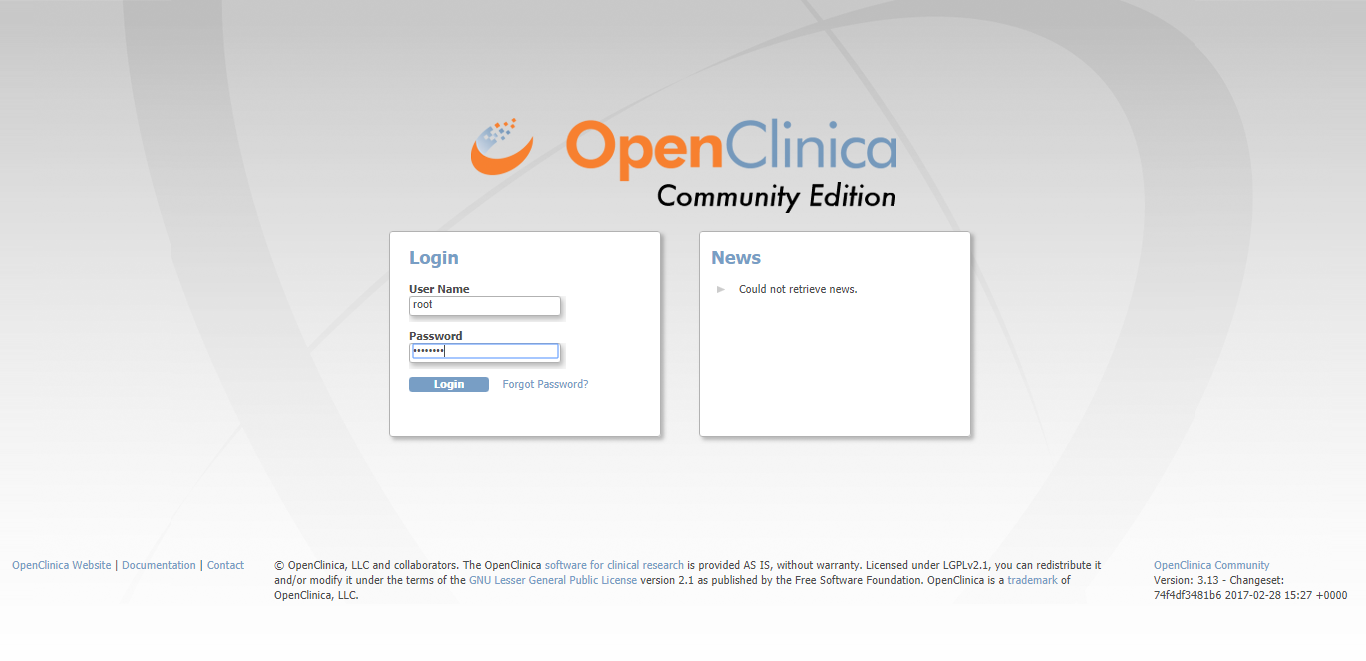 OpenClinica
Community Edition
Login
User Name
root
Password
••••••••
Login Forgot Password?
News
Could not retrieve news.
OpenClinica Website | Documentation | Contact
© OpenClinica, LLC and collaborators. The OpenClinica software for clinical research is provided AS IS, without warranty. Licensed under LGPLv2.1, you can redistribute it
and/or modify it under the terms of the GNU Lesser General Public License version 2.1 as published by the Free Software Foundation. OpenClinica is a trademark of
OpenClinica, LLC.
OpenClinica Community
Version: 3.13 - Changeset:
74f4df3481b6 2017-02-28 15:27 +0000